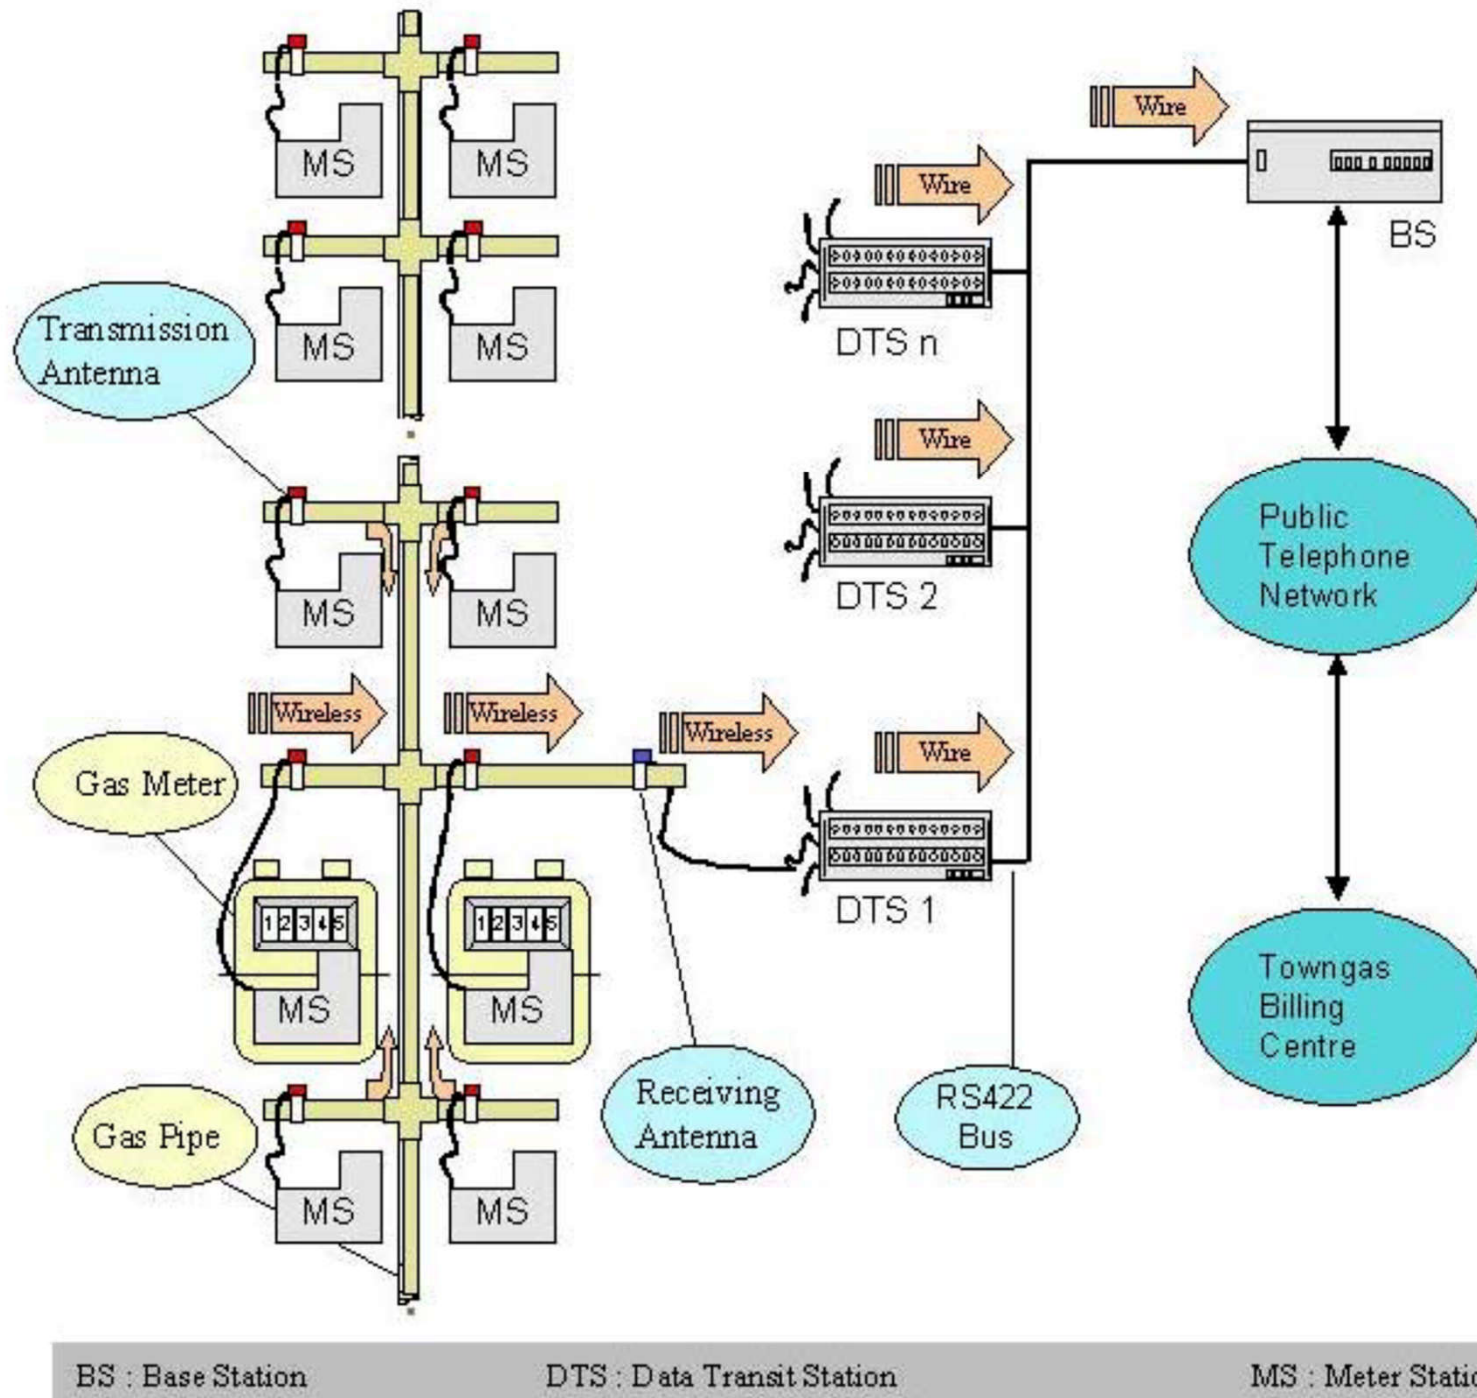 Wire
Wire
BS
MS
MS
DTS n
MS
MS
Transmission
Antenna
Wire
DTS 2
Public
Telephone
Network
MS
MS
Wireless
Wireless
Wireless
Wire
Gas Meter
DTS 1
12345
12345
MS
MS
Towngas
Billing
Centre
Receiving
Antenna
RS422
Bus
Gas Pipe
MS
MS
BS : Base Station DTS : Data Transit Station MS : Meter Statio